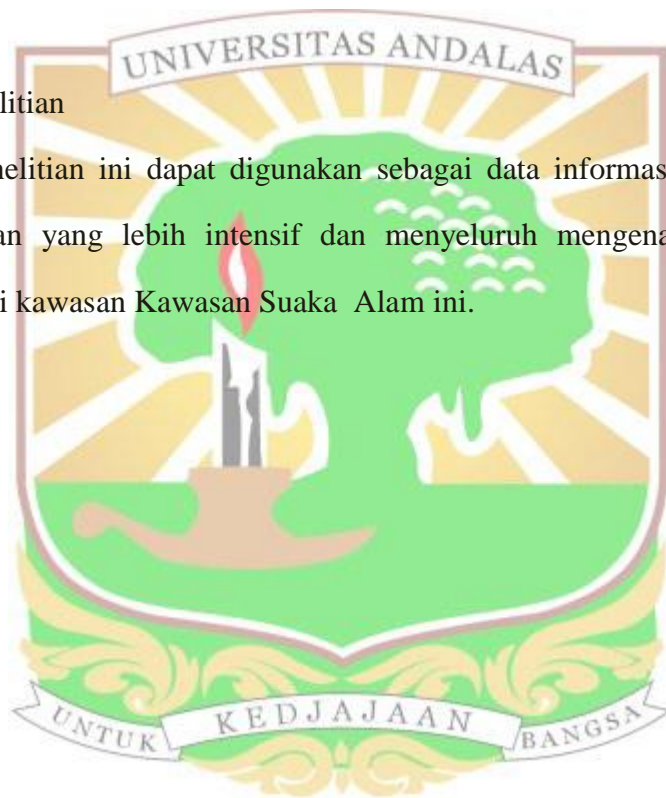 UNIVERSITAS ANDALAS
elitian
nelitian ini dapat digunakan sebagai data informas
an yang lebih intensif dan menyeluruh mengena
i kawasan Kawasan Suaka Alam ini.
UNTUK KEDJAJAAN BANGSA